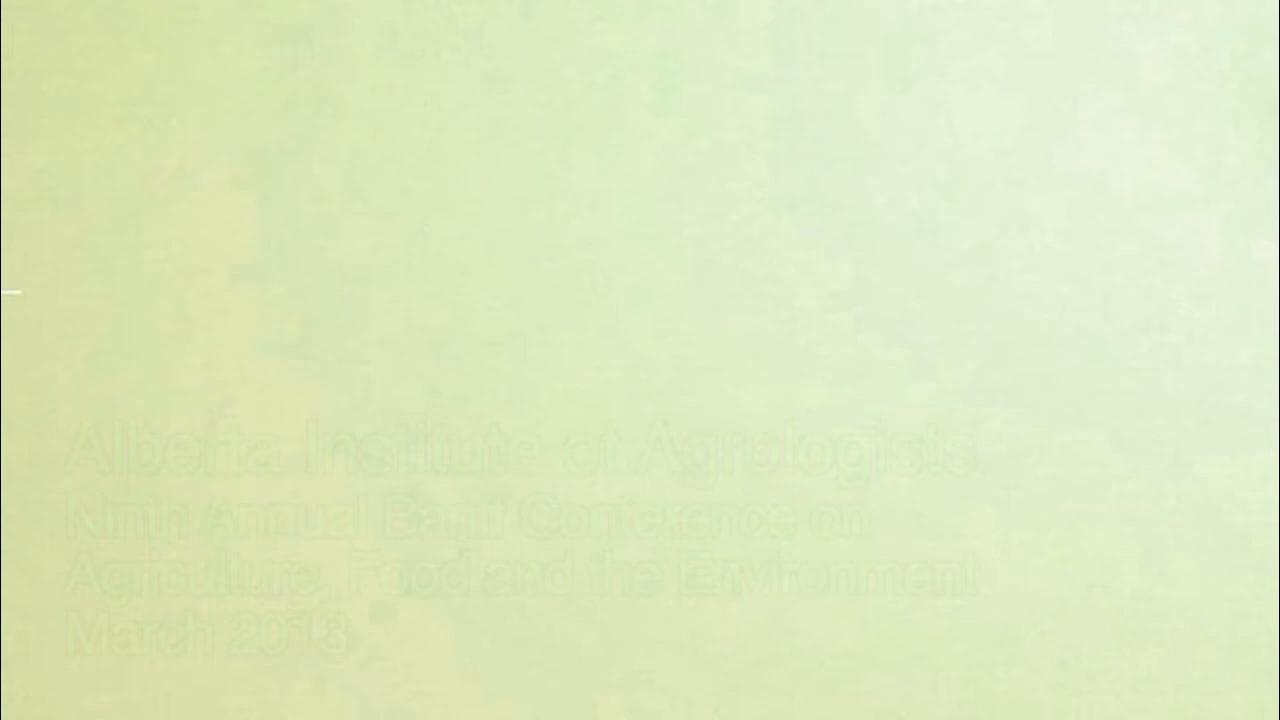 Alberta Institute of Agrologists
Ninth Annual Banff Conference on
Agriculture, Food and the Environment
March 2013